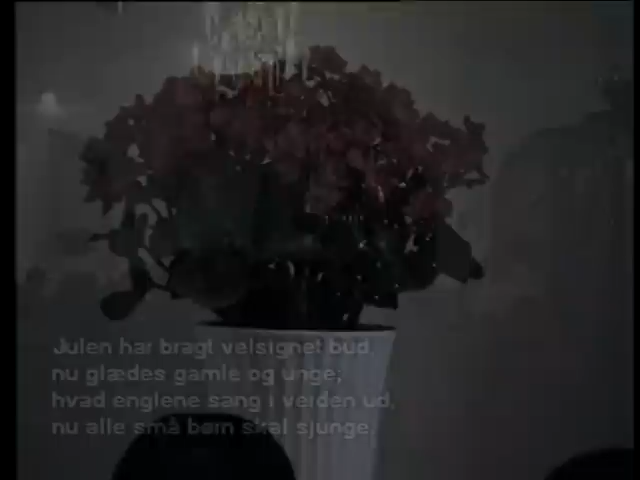 Julen har bragt velsignet bud,
nu glædes gamle og unge;
hvad englene sang i verden ud,
nu alle små børn skal sjunge.